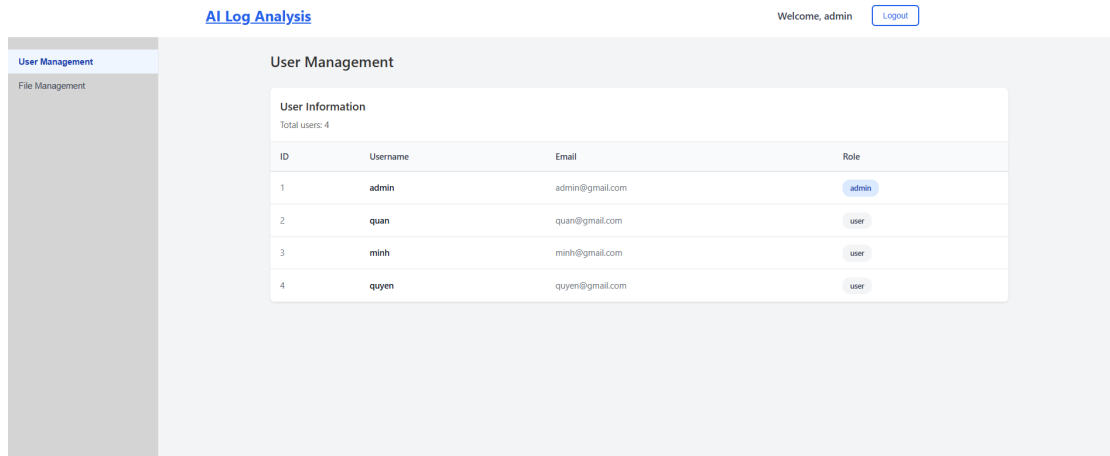 AI Log Analysis
Welcome, admin
Logout
User Management
File Management
User Management
User Information
Total users: 4
ID Username Email Role
1 admin admin@gmail.com admin
2 quan quan@gmail.com user
3 minh minh@gmail.com user
4 quyen quyen@gmail.com user